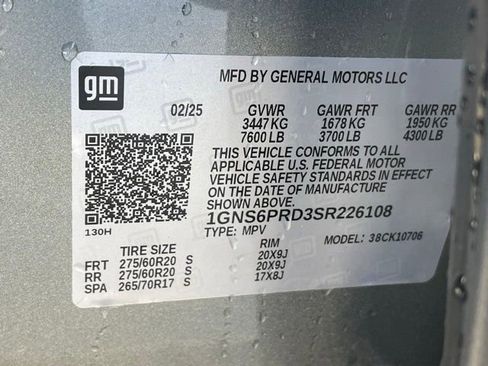 gm
MFD BY GENERAL MOTORS LLC
02/25 GVWR GAWR FRT GAWR RR
3447 KG 1678 KG 1950 KG
7600 LB 3700 LB 4300 LB
THIS VEHICLE CONFORMS TO ALL
APPLICABLE U.S. FEDERAL MOTOR
VEHICLE SAFETY STANDARDS IN EFFECT
ON THE DATE OF MANUFACTURE
SHOWN ABOVE.
1GNS6PRD3SR226108
130H TYPE: MPV MODEL: 38CK10706
TIRE SIZE RIM
FRT 275/60R20 S 20X9J
RR 275/60R20 S 20X9J
SPA 265/70R17 S 17X8J